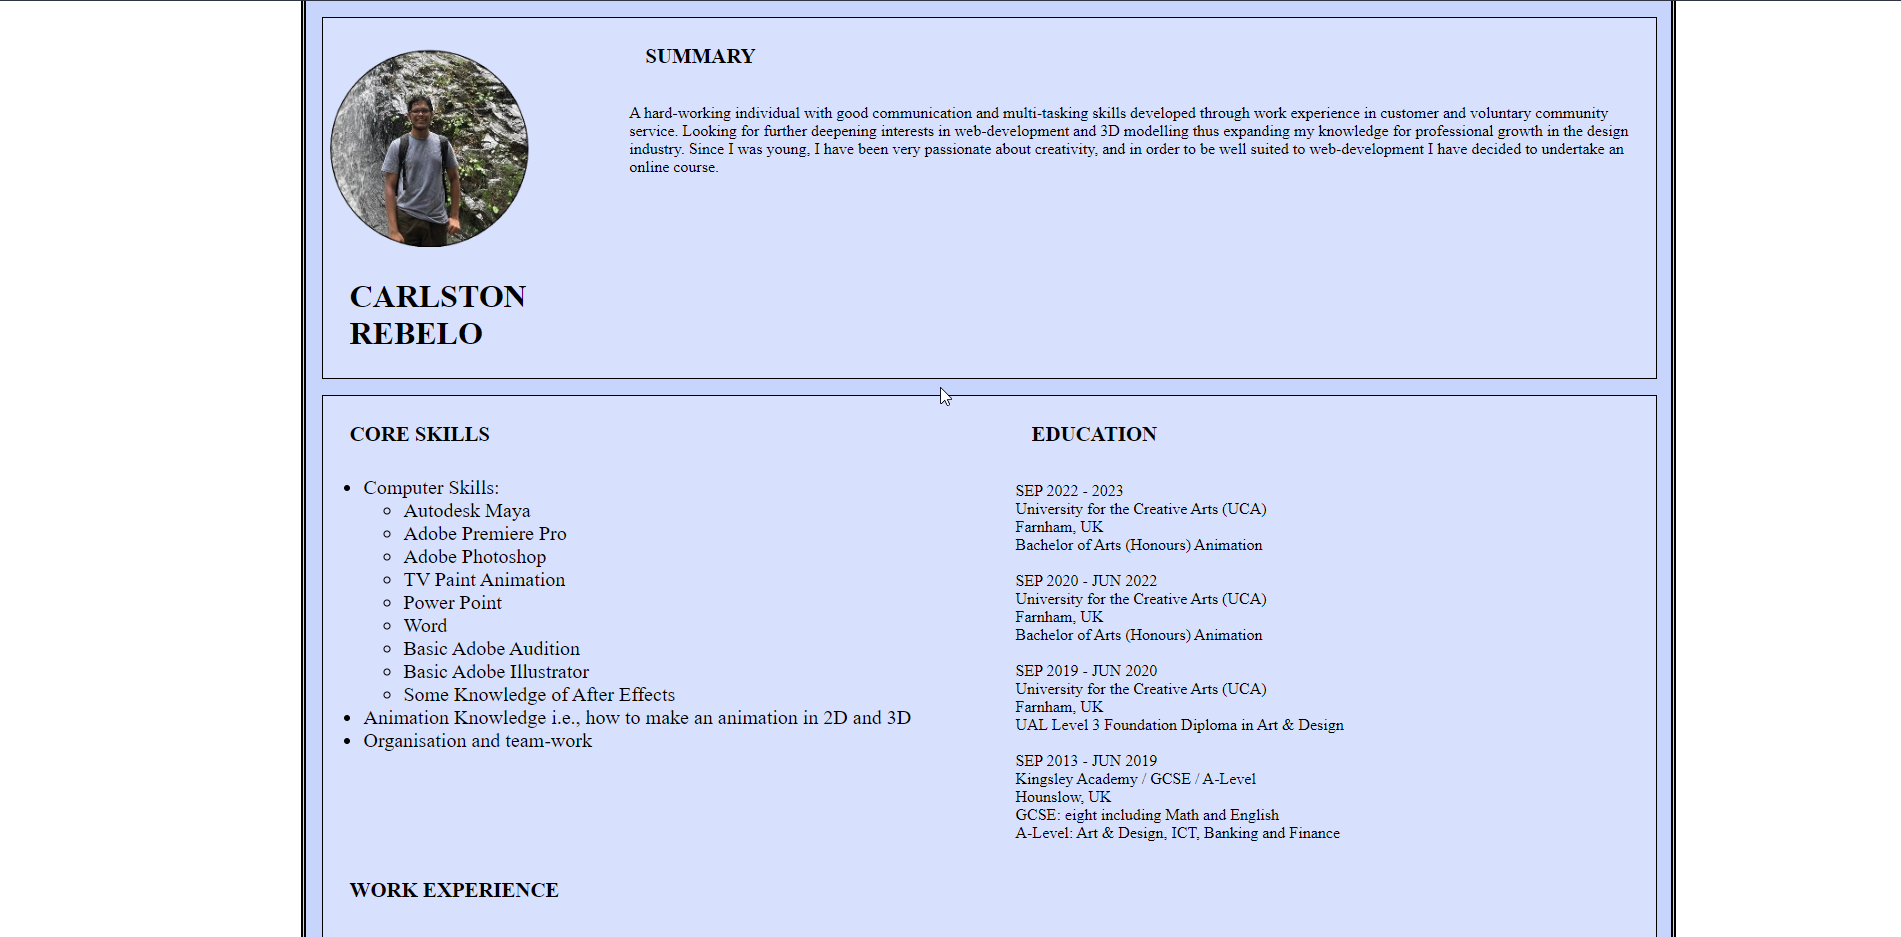 SUMMARY
A hard-working individual with good communication and multi-tasking skills developed through work experience in customer and voluntary community
service. Looking for further deepening interests in web-development and 3D modelling thus expanding my knowledge for professional growth in the design
industry. Since I was young, I have been very passionate about creativity, and in order to be well suited to web-development I have decided to undertake an
online course.
CARLSTON
REBELO
CORE SKILLS
Computer Skills:
Autodesk Maya
Adobe Premiere Pro
Adobe Photoshop
TV Paint Animation
Power Point
Word
Basic Adobe Audition
Basic Adobe Illustrator
Some Knowledge of After Effects
Animation Knowledge i.e., how to make an animation in 2D and 3D
Organisation and team-work
EDUCATION
SEP 2022 - 2023
University for the Creative Arts (UCA)
Farnham, UK
Bachelor of Arts (Honours) Animation
SEP 2020 - JUN 2022
University for the Creative Arts (UCA)
Farnham, UK
Bachelor of Arts (Honours) Animation
SEP 2019 - JUN 2020
University for the Creative Arts (UCA)
Farnham, UK
UAL Level 3 Foundation Diploma in Art & Design
SEP 2013 - JUN 2019
Kingsley Academy / GCSE / A-Level
Hounslow, UK
GCSE: eight including Math and English
A-Level: Art & Design, ICT, Banking and Finance
WORK EXPERIENCE